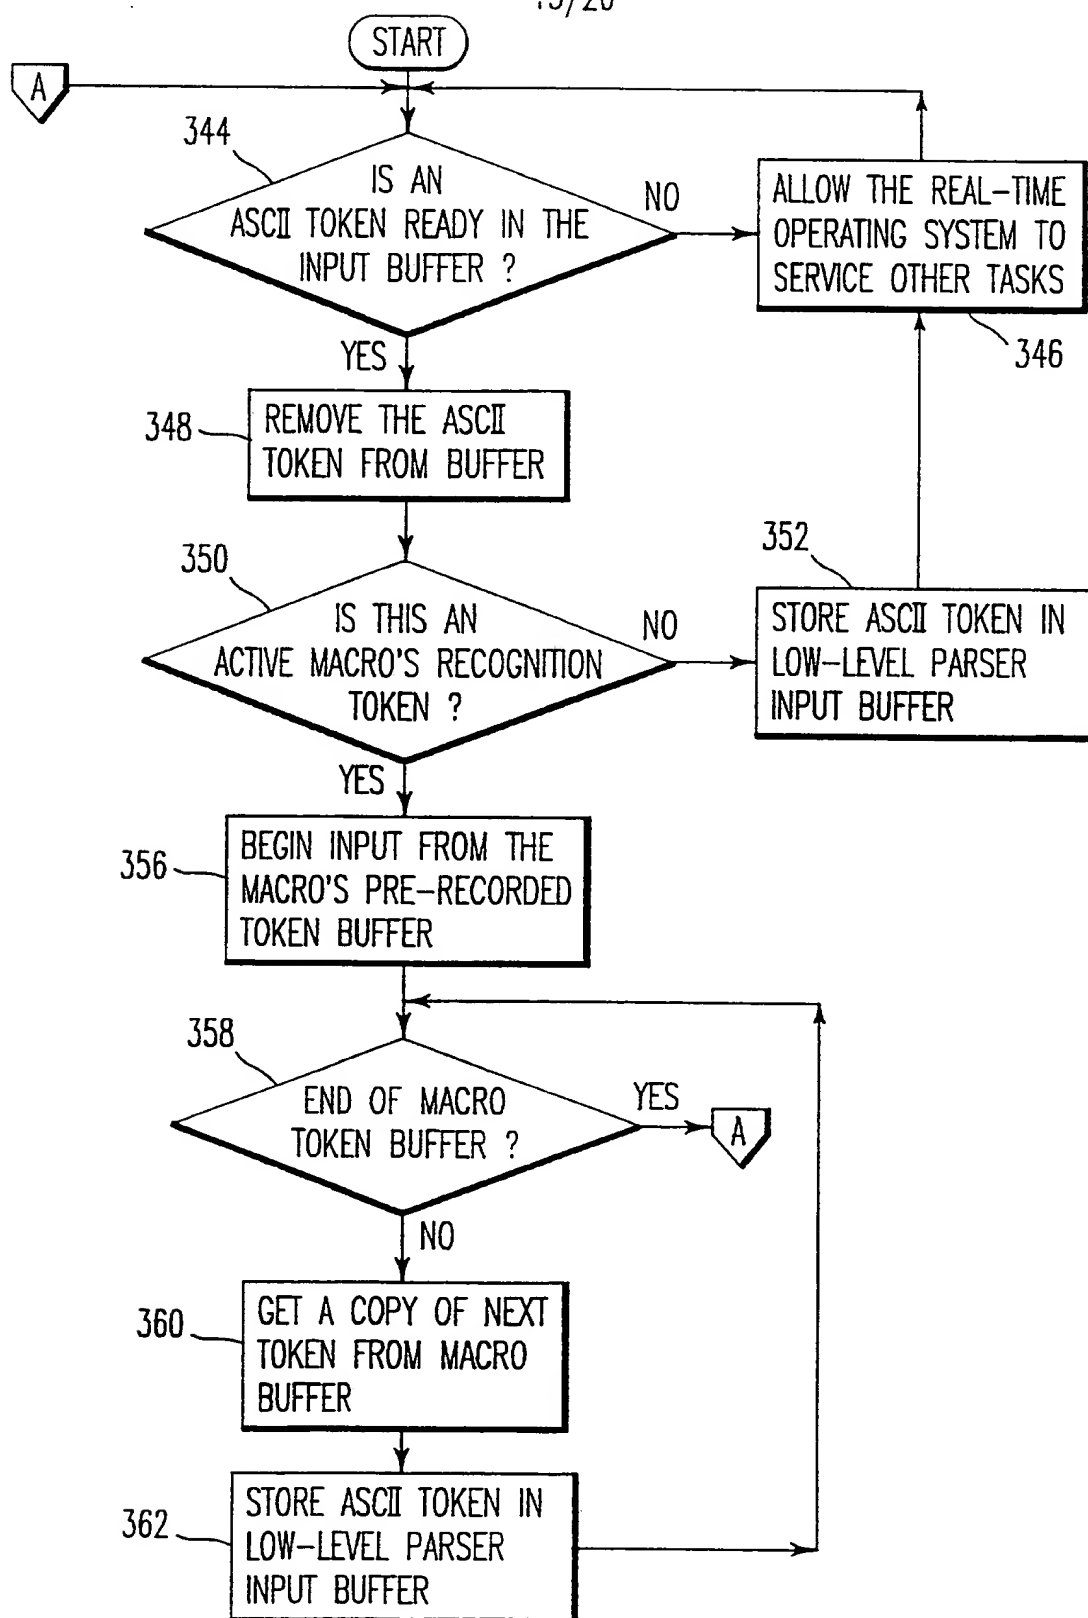 START
A
344
IS AN
ASCII TOKEN READY IN THE
INPUT BUFFER ?
NO
ALLOW THE REAL-TIME
OPERATING SYSTEM TO
SERVICE OTHER TASKS
346
YES
348
REMOVE THE ASCII
TOKEN FROM BUFFER
350
IS THIS AN
ACTIVE MACRO'S RECOGNITION
TOKEN ?
NO
352
STORE ASCII TOKEN IN
LOW-LEVEL PARSER
INPUT BUFFER
YES
356
BEGIN INPUT FROM THE
MACRO'S PRE-RECORDED
TOKEN BUFFER
358
END OF MACRO
TOKEN BUFFER ?
YES
A
NO
360
GET A COPY OF NEXT
TOKEN FROM MACRO
BUFFER
362
STORE ASCII TOKEN IN
LOW-LEVEL PARSER
INPUT BUFFER